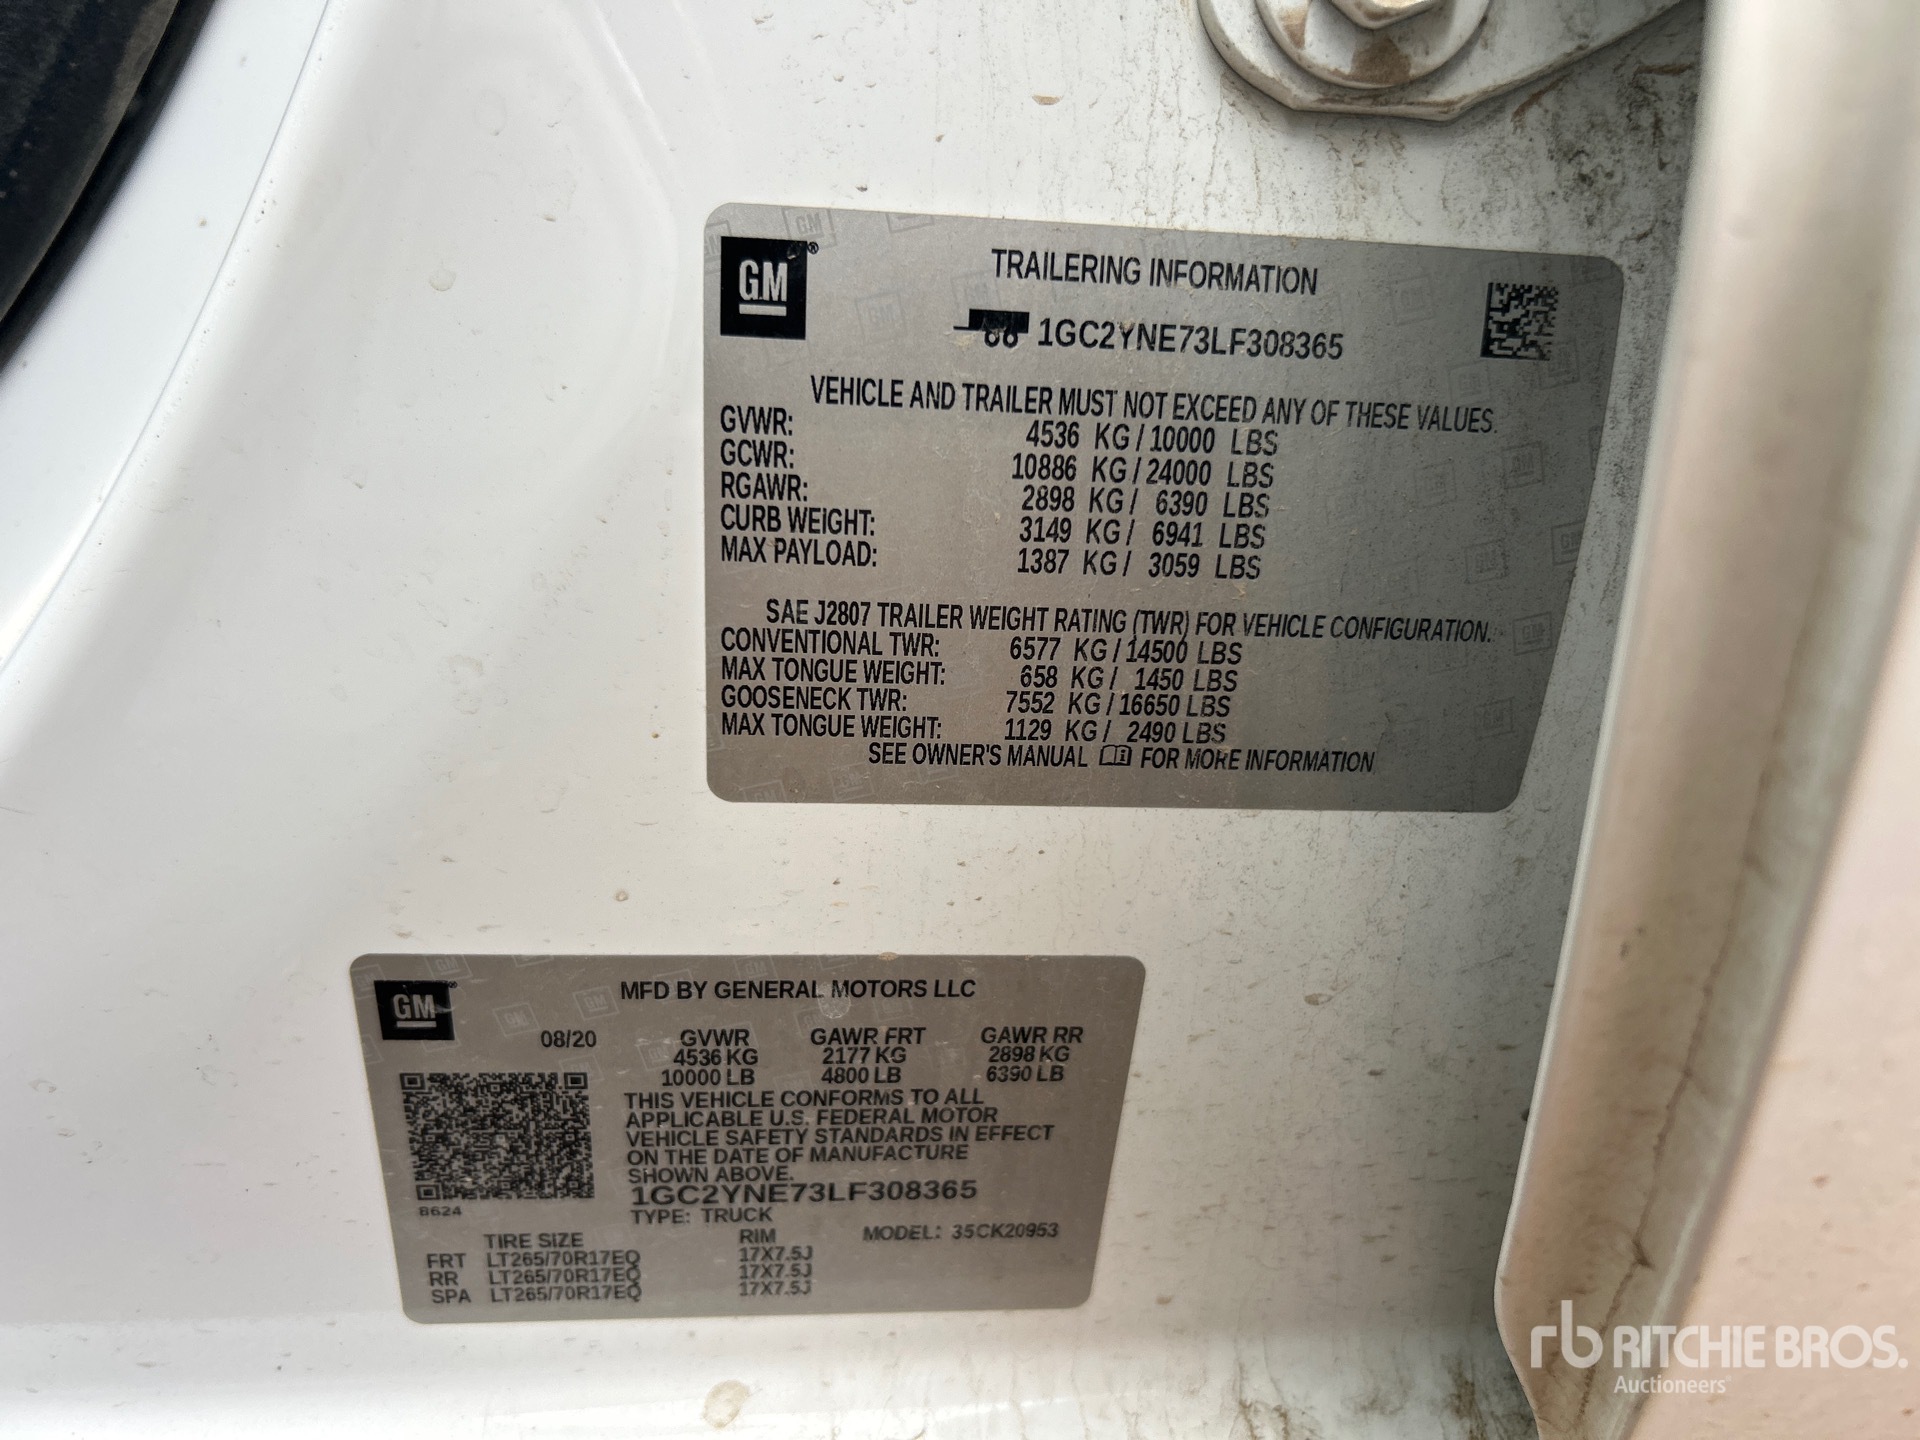 GM®
TRAILERING INFORMATION
1GC2YNE73LF308365
VEHICLE AND TRAILER MUST NOT EXCEED ANY OF THESE VALUES.
GVWR: 4536 KG / 10000 LBS
GCWR: 10886 KG / 24000 LBS
RGAWR: 2898 KG / 6390 LBS
CURB WEIGHT: 3149 KG / 6941 LBS
MAX PAYLOAD: 1387 KG / 3059 LBS
SAE J2807 TRAILER WEIGHT RATING (TWR) FOR VEHICLE CONFIGURATION.
CONVENTIONAL TWR: 6577 KG / 14500 LBS
MAX TONGUE WEIGHT: 658 KG / 1450 LBS
GOOSENECK TWR: 7552 KG / 16650 LBS
MAX TONGUE WEIGHT: 1129 KG / 2490 LBS
SEE OWNER'S MANUAL FOR MORE INFORMATION
GM®
MFD BY GENERAL MOTORS LLC
08/20 GVWR GAWR FRT GAWR RR
4536 KG 2177 KG 2898 KG
10000 LB 4800 LB 6390 LB
THIS VEHICLE CONFORMS TO ALL
APPLICABLE U.S. FEDERAL MOTOR
VEHICLE SAFETY STANDARDS IN EFFECT
ON THE DATE OF MANUFACTURE
SHOWN ABOVE.
1GC2YNE73LF308365
8624
TYPE: TRUCK
MODEL: 35CK20953
TIRE SIZE RIM
FRT LT265/70R17EQ 17X7.5J
RR LT265/70R17EQ 17X7.5J
SPA LT265/70R17EQ 17X7.5J
rb RITCHIE BROS.
Auctioneers